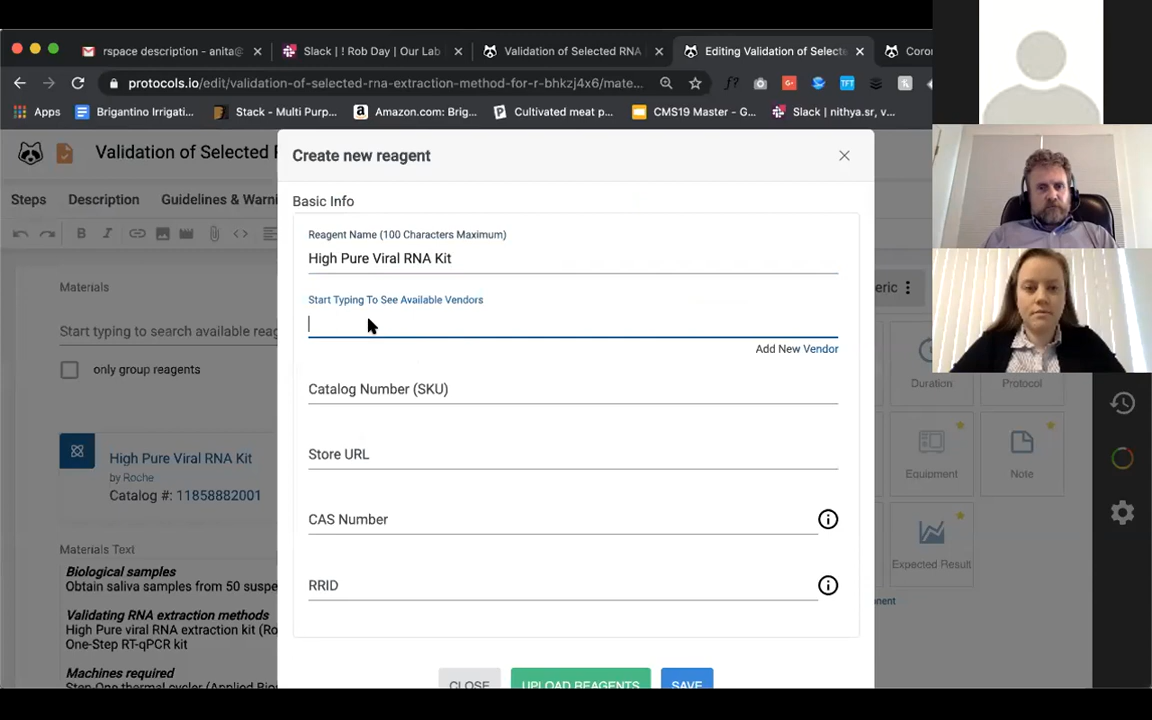 rspace description - anita@
Slack | ! Rob Day | Our Lab
Validation of Selected RNA
Editing Validation of Selecte
Coron
protocols.io/edit/validation-of-selected-rna-extraction-method-for-r-bhkzj4x6/mate...
Apps
Brigantino Irrigati...
Stack - Multi Purp...
Amazon.com: Brig...
Cultivated meat p...
CMS19 Master - G...
Slack | nithya.sr, v...
Validation of Selected R
Steps
Description
Guidelines & Warni
Create new reagent
Basic Info
Reagent Name (100 Characters Maximum)
High Pure Viral RNA Kit
Start Typing To See Available Vendors
Add New Vendor
Catalog Number (SKU)
Store URL
CAS Number
RRID
CLOSE
UPLOAD REAGENTS
SAVE
Materials
Start typing to search available reag
only group reagents
High Pure Viral RNA Kit
by Roche
Catalog #: 11858882001
Materials Text
Biological samples
Obtain saliva samples from 50 suspe
Validating RNA extraction methods
High Pure viral RNA extraction kit (Ro
One-Step RT-qPCR kit
Machines required
Step One thermal cycler (Applied Bio
eric
Duration
Protocol
Equipment
Note
Expected Result
onent